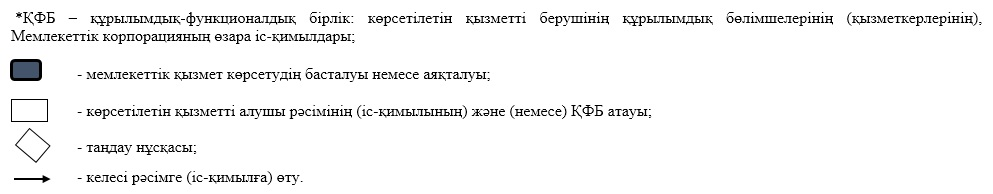 *ҚФБ – құрылымдық-функционалдық бірлік: көрсетілетін қызметті берушінің құрылымдық бөлімшелерінің (қызметкерлерінің),
Мемлекеттік корпорацияның өзара іс-қимылдары;
- мемлекеттік қызмет көрсетудің басталуы немесе аяқталуы;
- көрсетілетін қызметті алушы рәсімінің (іс-қимылының) және (немесе) ҚФБ атауы;
- таңдау нұсқасы;
- келесі рәсімге (іс-қимылға) өту.